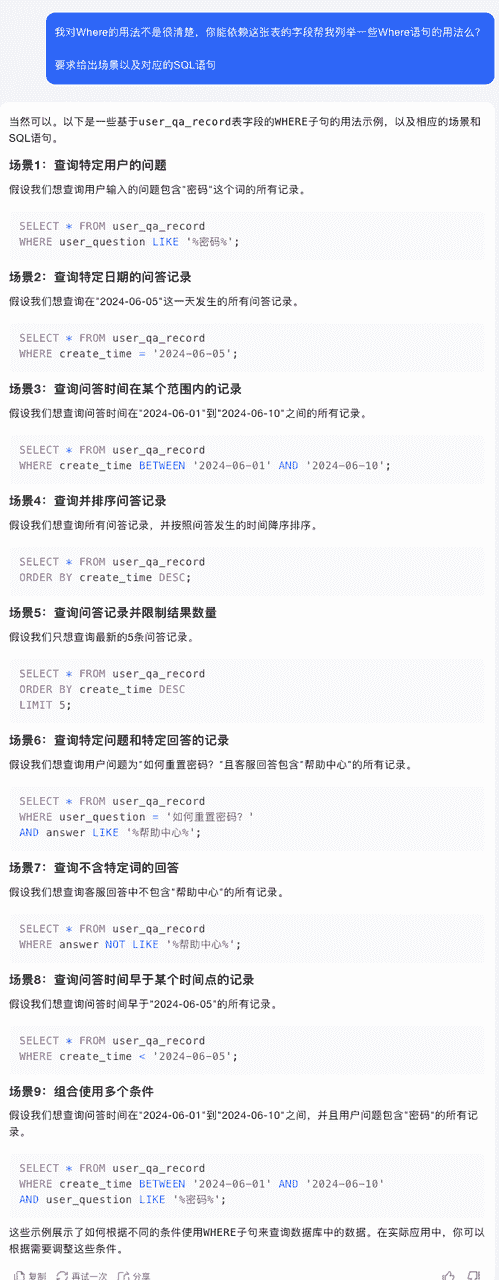 我对Where的用法不是很清楚，你能依赖这张表的字段帮我列举一些Where语句的用法么？
要求给出场景以及对应的SQL语句
当然可以。以下是一些基于user_qa_record表字段的WHERE子句的用法示例，以及相应的场景和
SQL语句。
场景1：查询特定用户的问题
假设我们想查询用户输入的问题包含"密码"这个词的所有记录。
SELECT * FROM user_qa_record
WHERE user_question LIKE '%密码%';
场景2：查询特定日期的问答记录
假设我们想查询在"2024-06-05"这一天发生的所有问答记录。
SELECT * FROM user_qa_record
WHERE create_time = '2024-06-05';
场景3：查询问答时间在某个范围内的记录
假设我们想查询问答时间在"2024-06-01"到"2024-06-10"之间的所有记录。
SELECT * FROM user_qa_record
WHERE create_time BETWEEN '2024-06-01' AND '2024-06-10';
场景4：查询并排序问答记录
假设我们想查询所有问答记录，并按照问答发生的时间降序排序。
SELECT * FROM user_qa_record
ORDER BY create_time DESC;
场景5：查询问答记录并限制结果数量
假设我们只想查询最新的5条问答记录。
SELECT * FROM user_qa_record
ORDER BY create_time DESC
LIMIT 5;
场景6：查询特定问题和特定回答的记录
假设我们想查询用户问题为"如何重置密码？"且客服回答包含"帮助中心"的所有记录。
SELECT * FROM user_qa_record
WHERE user_question = '如何重置密码？'
AND answer LIKE '%帮助中心%';
场景7：查询不含特定词的回答
假设我们想查询客服回答中不包含"帮助中心"的所有记录。
SELECT * FROM user_qa_record
WHERE answer NOT LIKE '%帮助中心%';
场景8：查询问答时间早于某个时间点的记录
假设我们想查询问答时间早于"2024-06-05"的所有记录。
SELECT * FROM user_qa_record
WHERE create_time < '2024-06-05';
场景9：组合使用多个条件
假设我们想查询问答时间在"2024-06-01"到"2024-06-10"之间，并且用户问题包含"密码"的所有记
录。
SELECT * FROM user_qa_record
WHERE create_time BETWEEN '2024-06-01' AND '2024-06-10'
AND user_question LIKE '%密码%';
这些示例展示了如何根据不同的条件使用WHERE子句来查询数据库中的数据。在实际应用中，你可以
根据需要调整这些条件。
复制 再试一次 分享